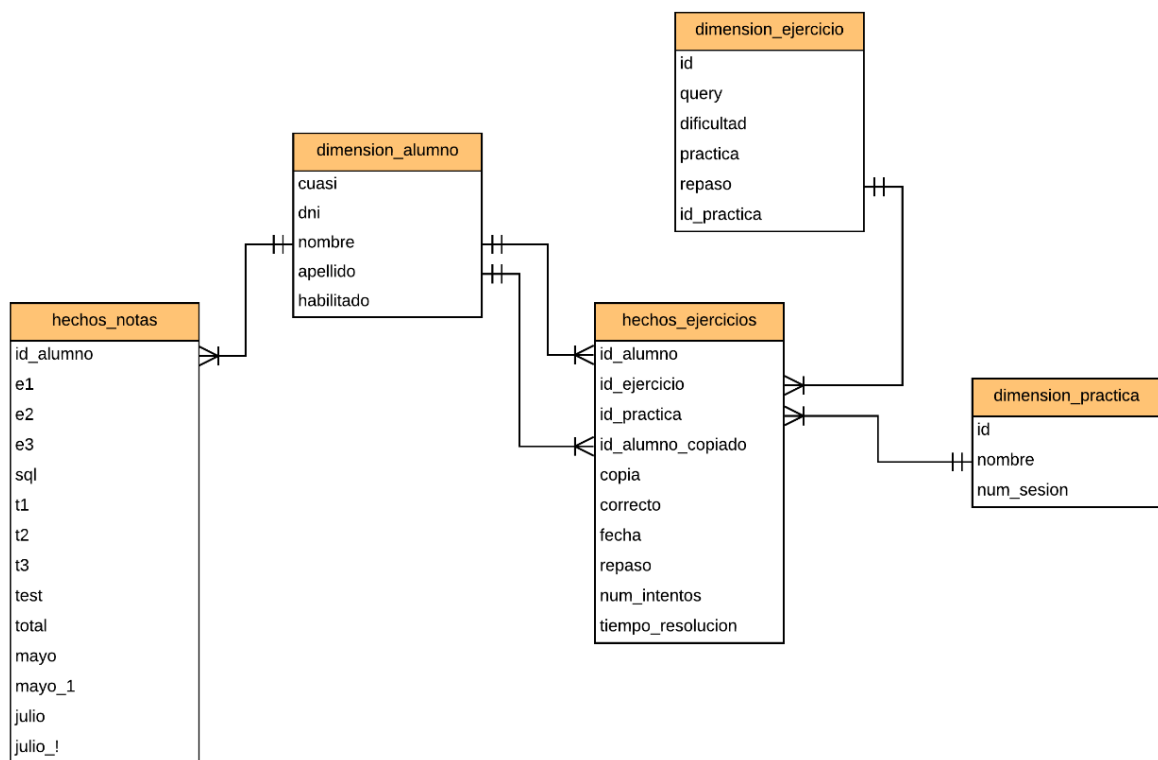 dimension_ejercicio
id
query
dificultad
practica
repaso
id_practica
dimension_alumno
cuasi
dni
nombre
apellido
habilitado
hechos_notas
id_alumno
e1
e2
e3
sql
t1
t2
t3
test
total
mayo
mayo_1
julio
julio_!
hechos_ejercicios
id_alumno
id_ejercicio
id_practica
id_alumno_copiado
copia
correcto
fecha
repaso
num_intentos
tiempo_resolucion
dimension_practica
id
nombre
num_sesion